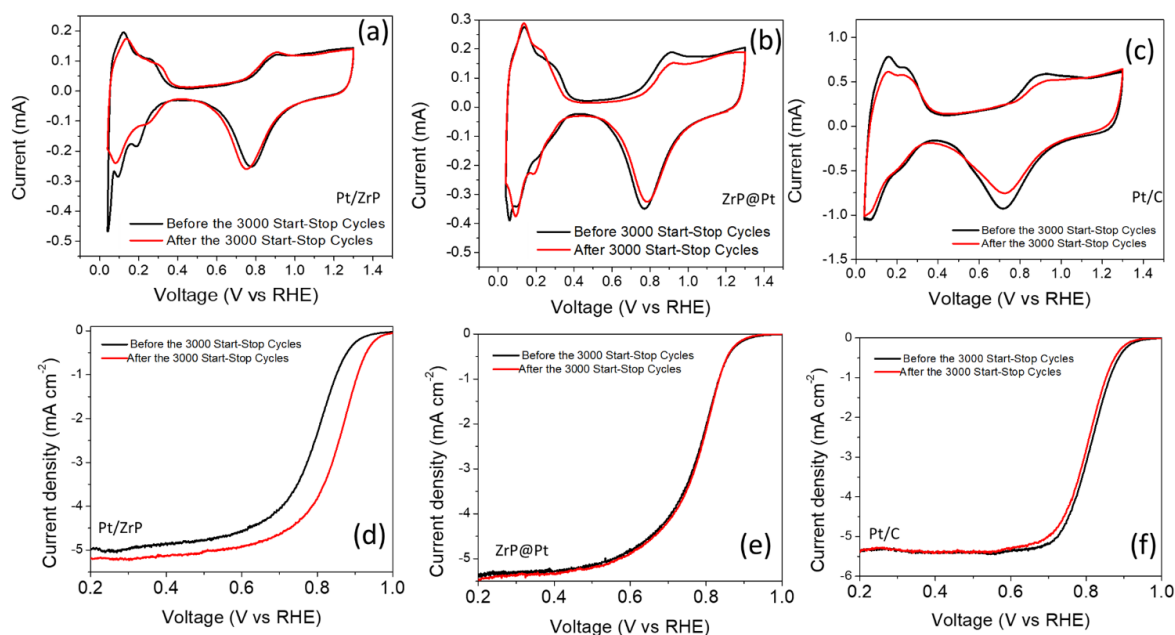 (a)
Current (mA)
0.3
0.2
0.1
0.0
-0.1
-0.2
-0.3
-0.4
-0.5
Pt/ZrP
Before the 3000 Start-Stop Cycles
After the 3000 Start-Stop Cycles
0.0 0.2 0.4 0.6 0.8 1.0 1.2 1.4
Voltage (V vs RHE)
(b)
Current (mA)
0.3
0.2
0.1
0.0
-0.1
-0.2
-0.3
-0.4
-0.5
ZrP@Pt
Before 3000 Start-Stop Cycles
After 3000 Start-Stop Cycles
0.0 0.2 0.4 0.6 0.8 1.0 1.2 1.4
Voltage (V vs RHE)
(c)
Current (mA)
1.5
1.0
0.5
0.0
-0.5
-1.0
-1.5
Pt/C
Before 3000 Start-Stop Cycles
After 3000 Start-Stop Cycles
0.0 0.2 0.4 0.6 0.8 1.0 1.2 1.4
Voltage (V vs RHE)
Current density (mA cm⁻²)
0
-1
-2
-3
-4
-5
Before the 3000 Start-Stop Cycles
After the 3000 Start-Stop Cycles
Pt/ZrP
(d)
0.2 0.4 0.6 0.8 1.0
Voltage (V vs RHE)
Current density (mA cm⁻²)
0
-1
-2
-3
-4
-5
Before the 3000 Start-Stop Cycles
After the 3000 Start-Stop Cycles
ZrP@Pt
(e)
0.2 0.4 0.6 0.8 1.0
Voltage (V vs RHE)
Current density (mA cm⁻²)
0
-1
-2
-3
-4
-5
-6
Before the 3000 Start-Stop Cycles
After the 3000 Start-Stop Cycles
Pt/C
(f)
0.2 0.4 0.6 0.8 1.0
Voltage (V vs RHE)